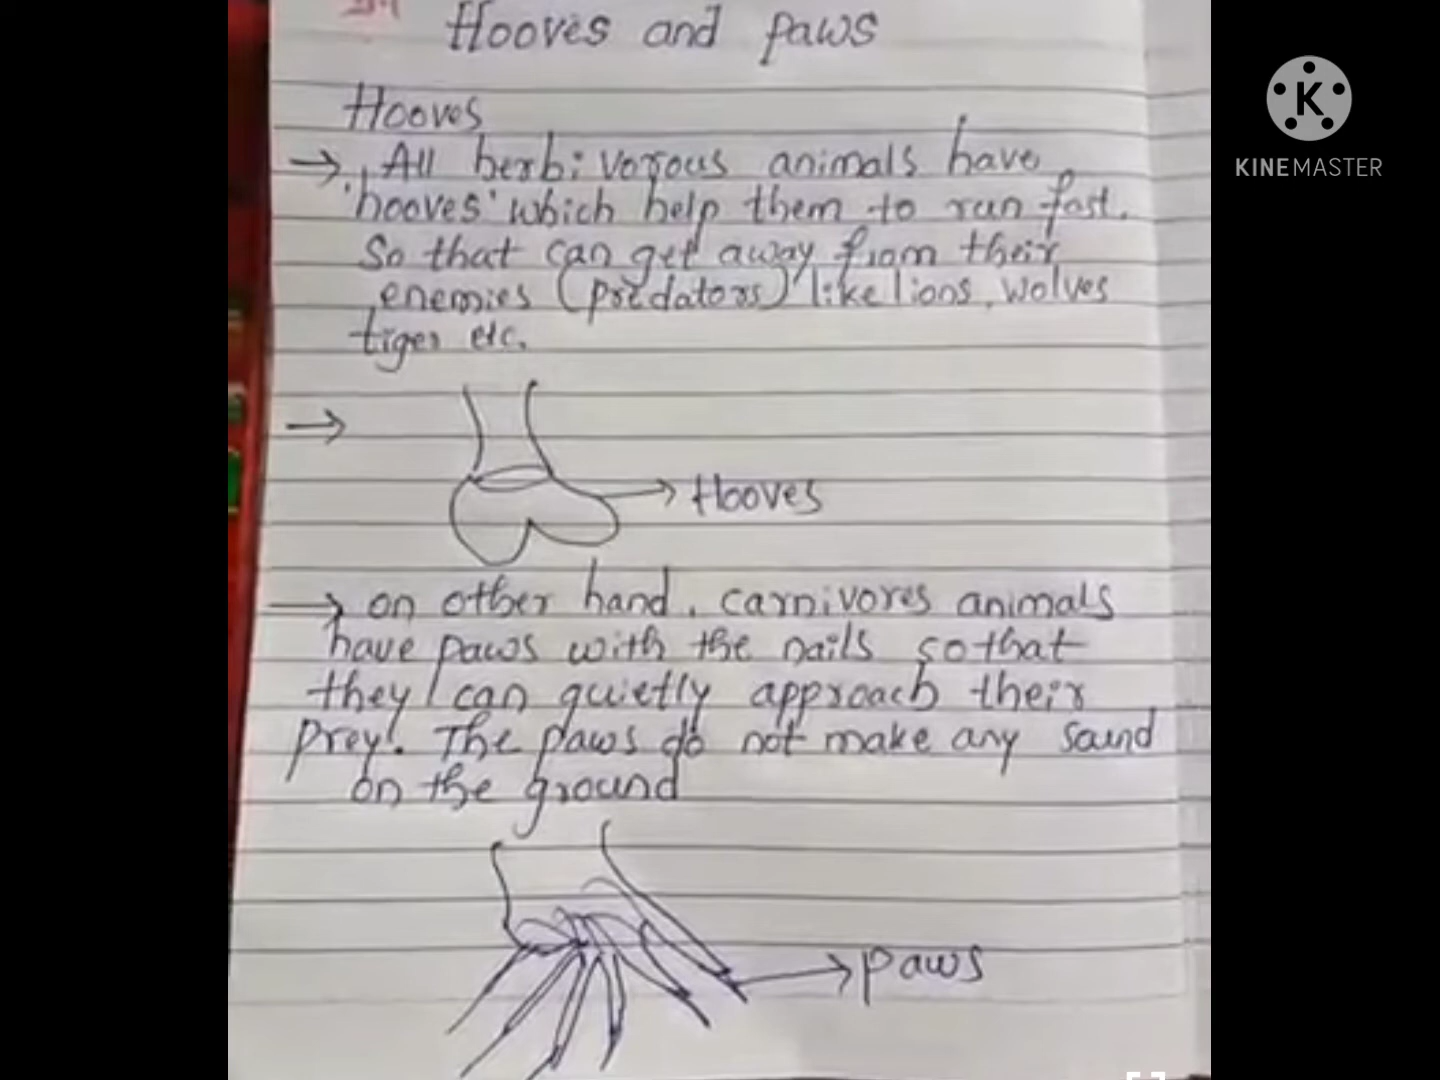 Hooves and paws
Hooves
→ All herbivorous animals have
'hooves' which help them to run fast.
So that can get away from their
enemies (predators) like lions, wolves
tiger etc.
→ Hooves
→ on other hand, carnivores animals
have paws with the nails so that
they can quietly approach their
prey. The paws do not make any sound
on the ground
→ paws
K
KINEMASTER